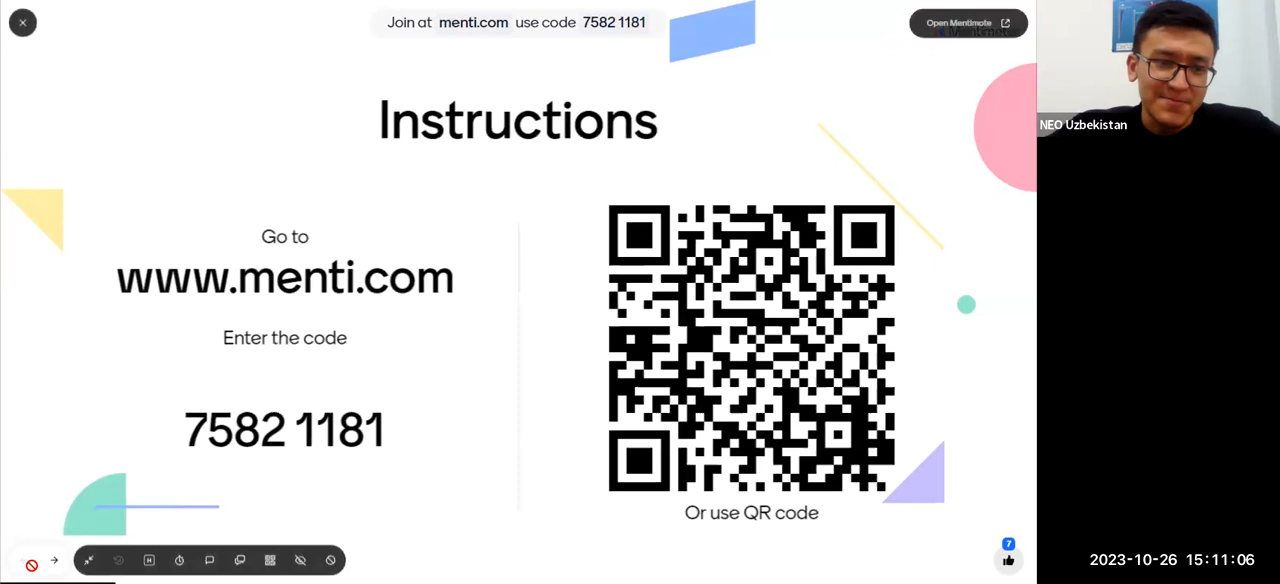 Join at menti.com use code 7582 1181
Open Mentimote
Instructions
NEO Uzbekistan
Go to
www.menti.com
Enter the code
7582 1181
Or use QR code
7
2023-10-26 15:11:06